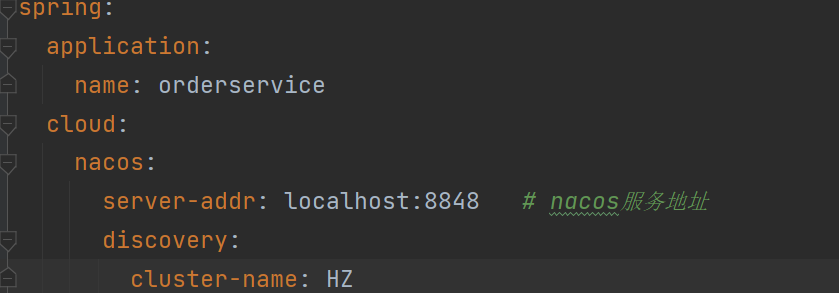 spring:
  application:
    name: orderservice
  cloud:
    nacos:
      server-addr: localhost:8848   # nacos服务地址
      discovery:
        cluster-name: HZ